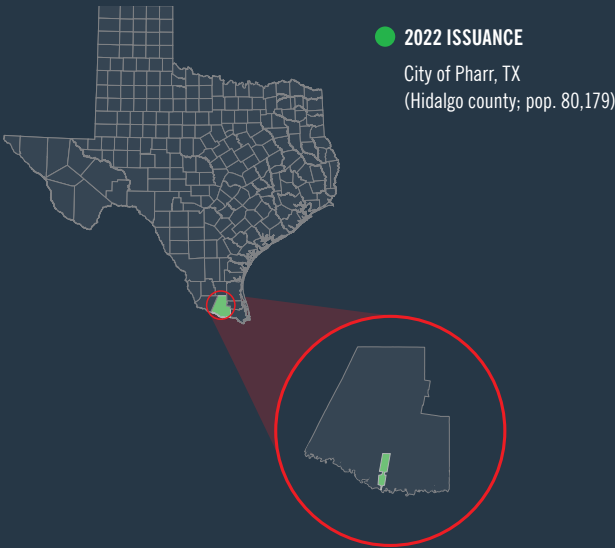 2022 ISSUANCE
City of Pharr, TX
(Hidalgo county; pop. 80,179)